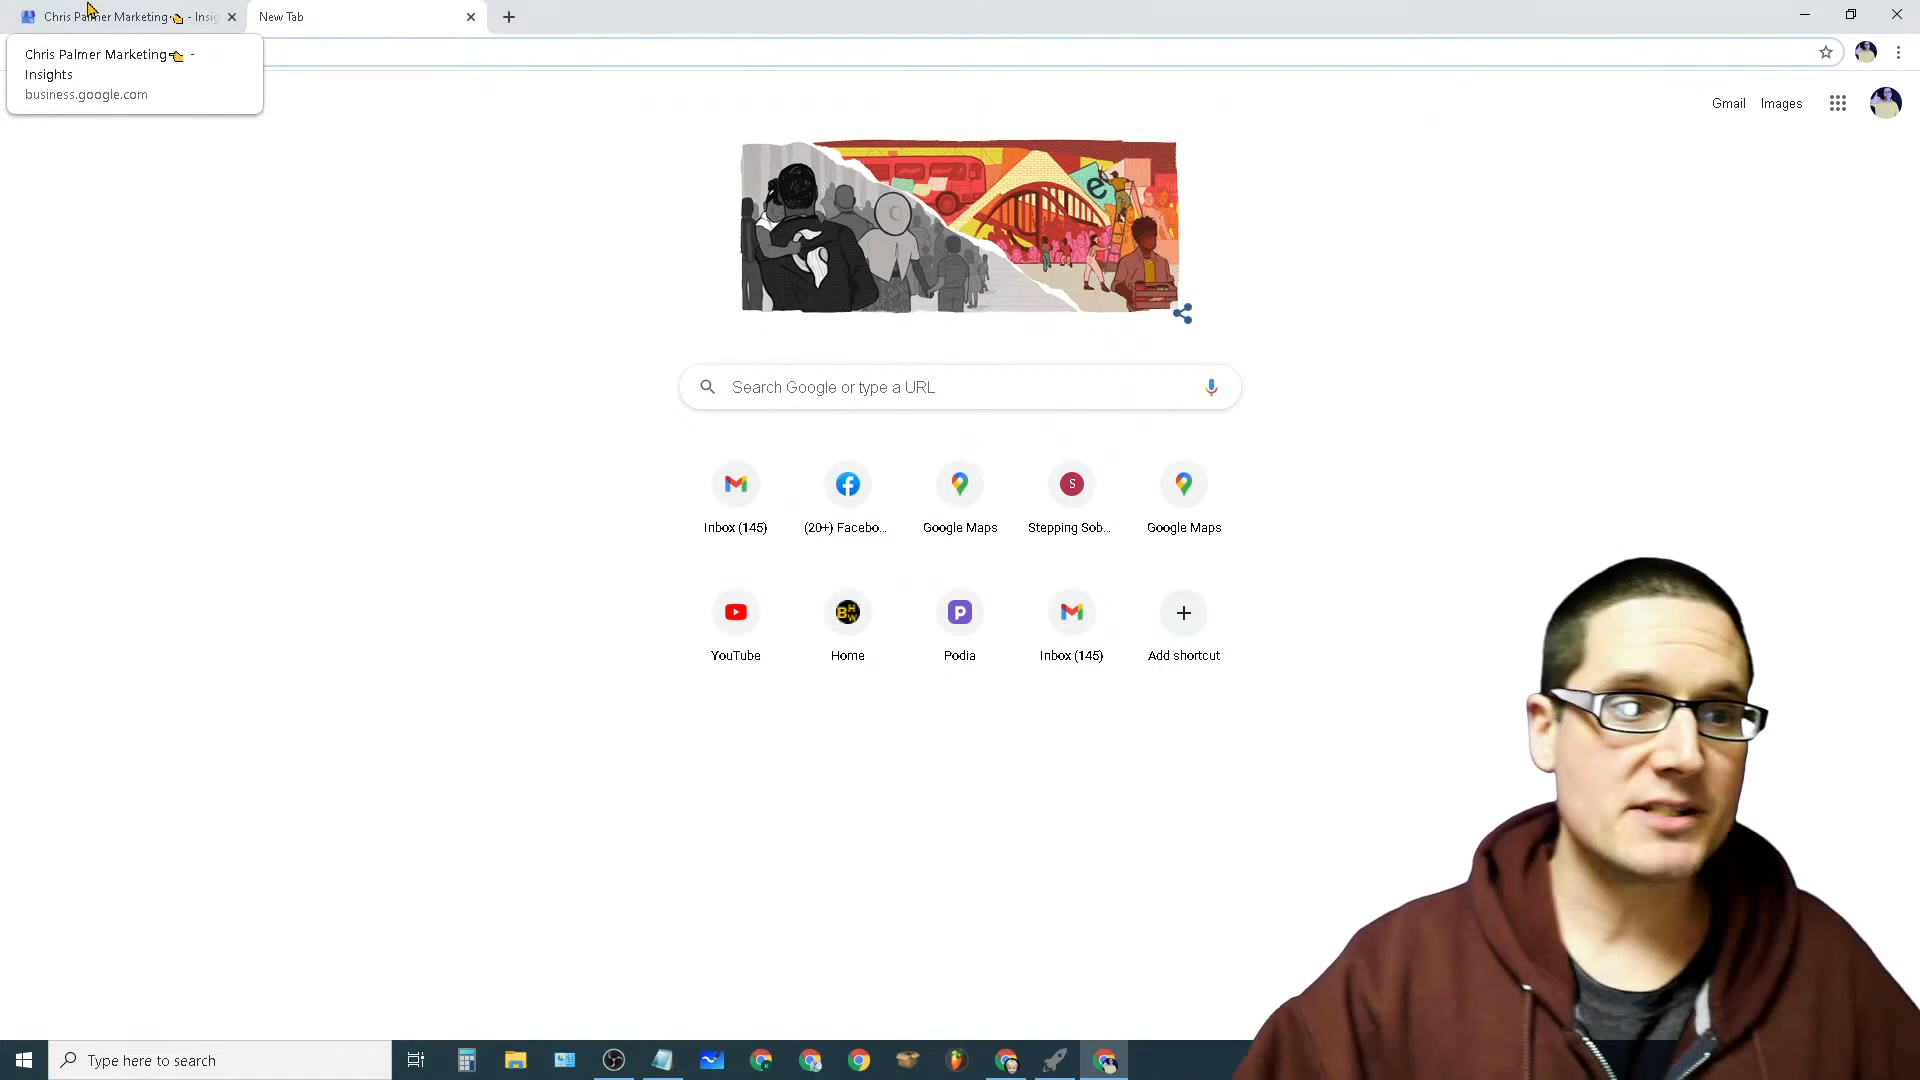 Chris Palmer Marketing👈 - Insig
New Tab
Chris Palmer Marketing👈 -
Insights
business.google.com
Gmail
Images
e
Search Google or type a URL
S
Inbox (145)
(20+) Facebo...
Google Maps
Stepping Sob...
Google Maps
BHW
P
YouTube
Home
Podia
Inbox (145)
Add shortcut
Type here to search
K